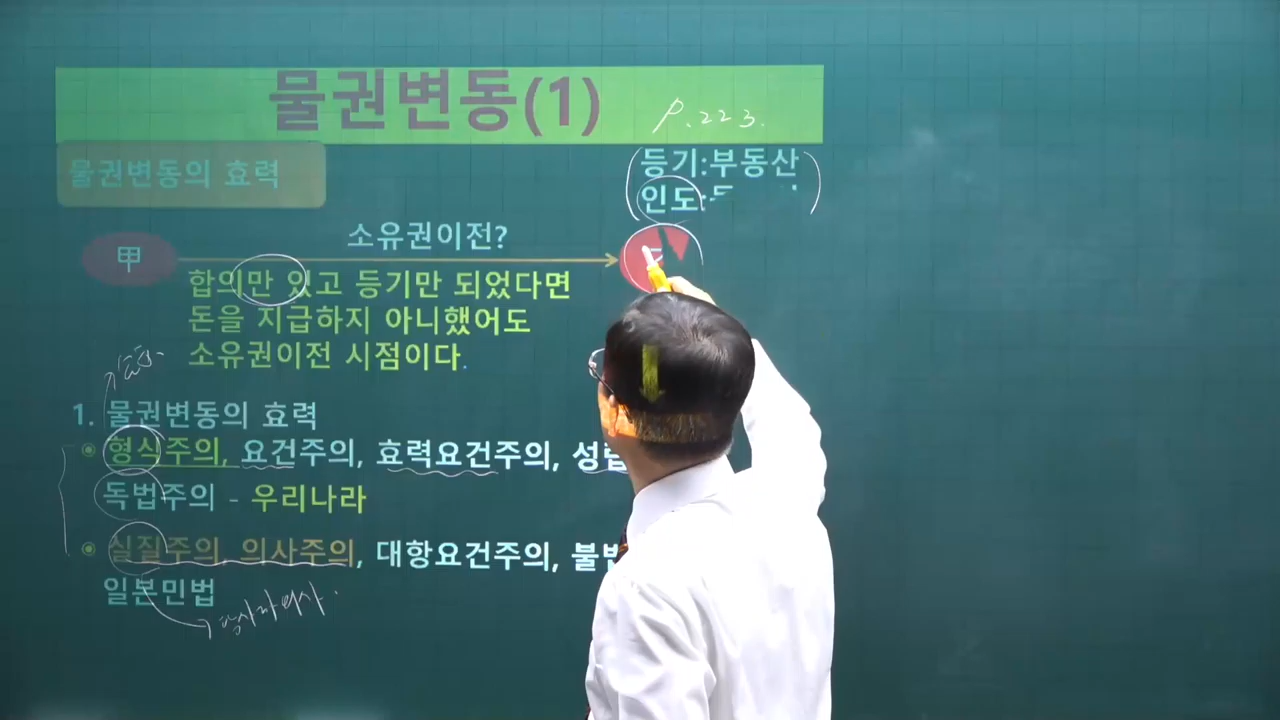 물권변동(1)
P.223.
물권변동의 효력
등기:부동산
인도:
소유권이전?
甲
합의만 있고 등기만 되었다면
돈을 지급하지 아니했어도
소유권이전 시점이다.
1. 물권변동의 효력
형식주의, 요건주의, 효력요건주의, 성립
독법주의 - 우리나라
실질주의, 의사주의, 대항요건주의, 불법
일본민법
당사자의사.